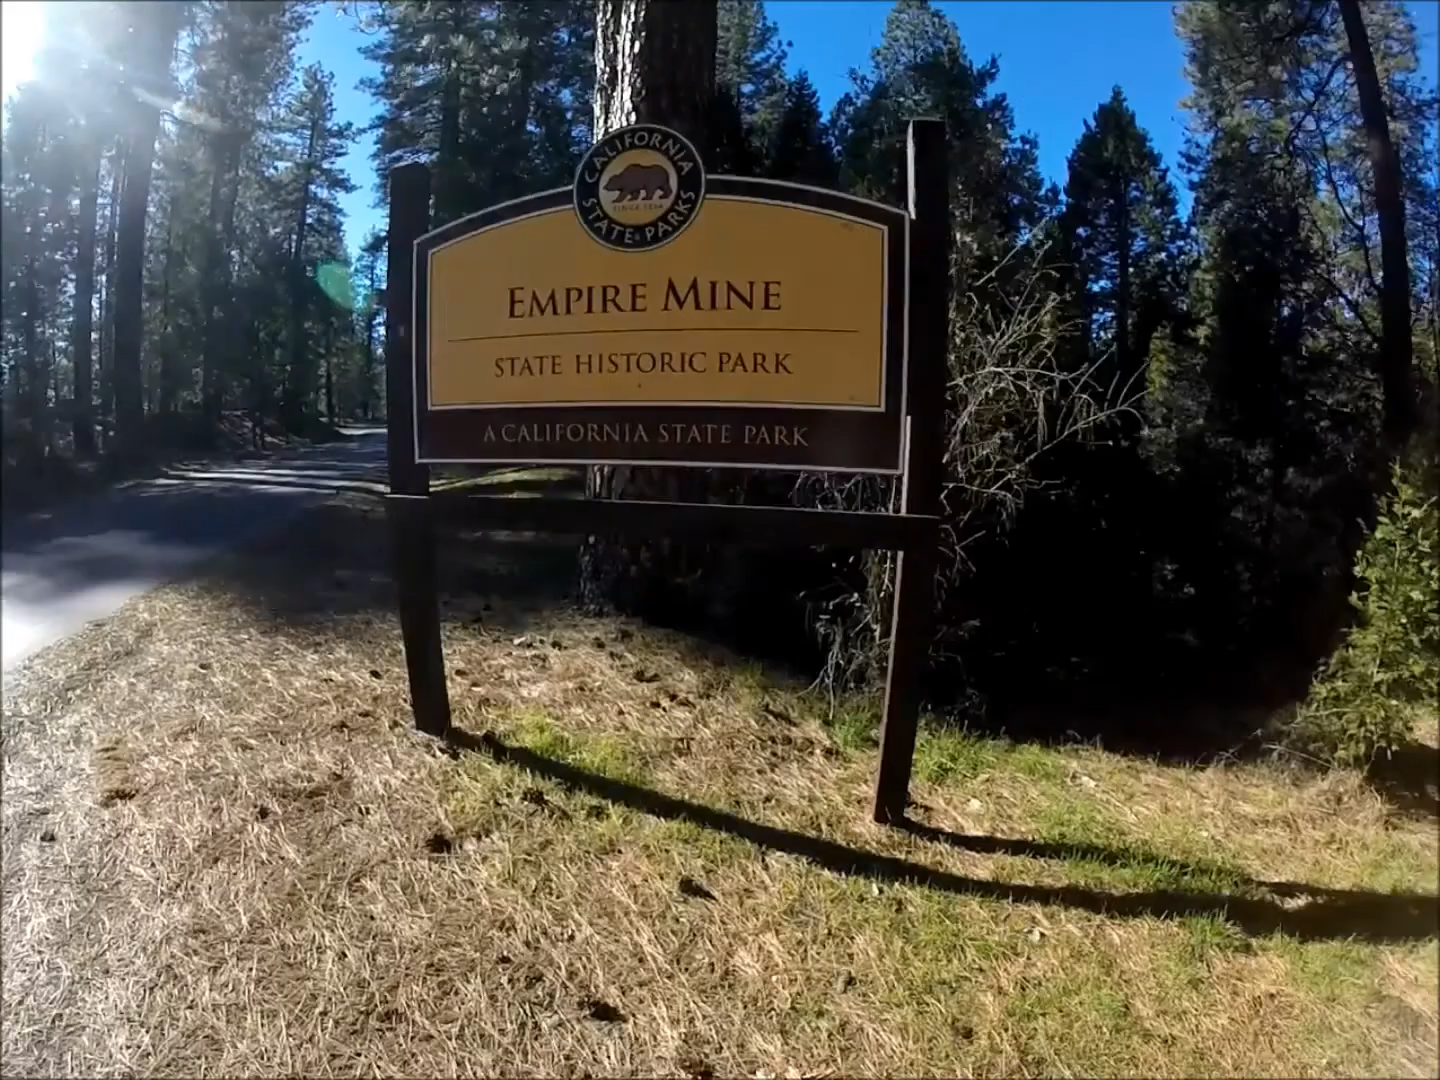 CALIFORNIA
STATE PARKS
EMPIRE MINE
STATE HISTORIC PARK
A CALIFORNIA STATE PARK